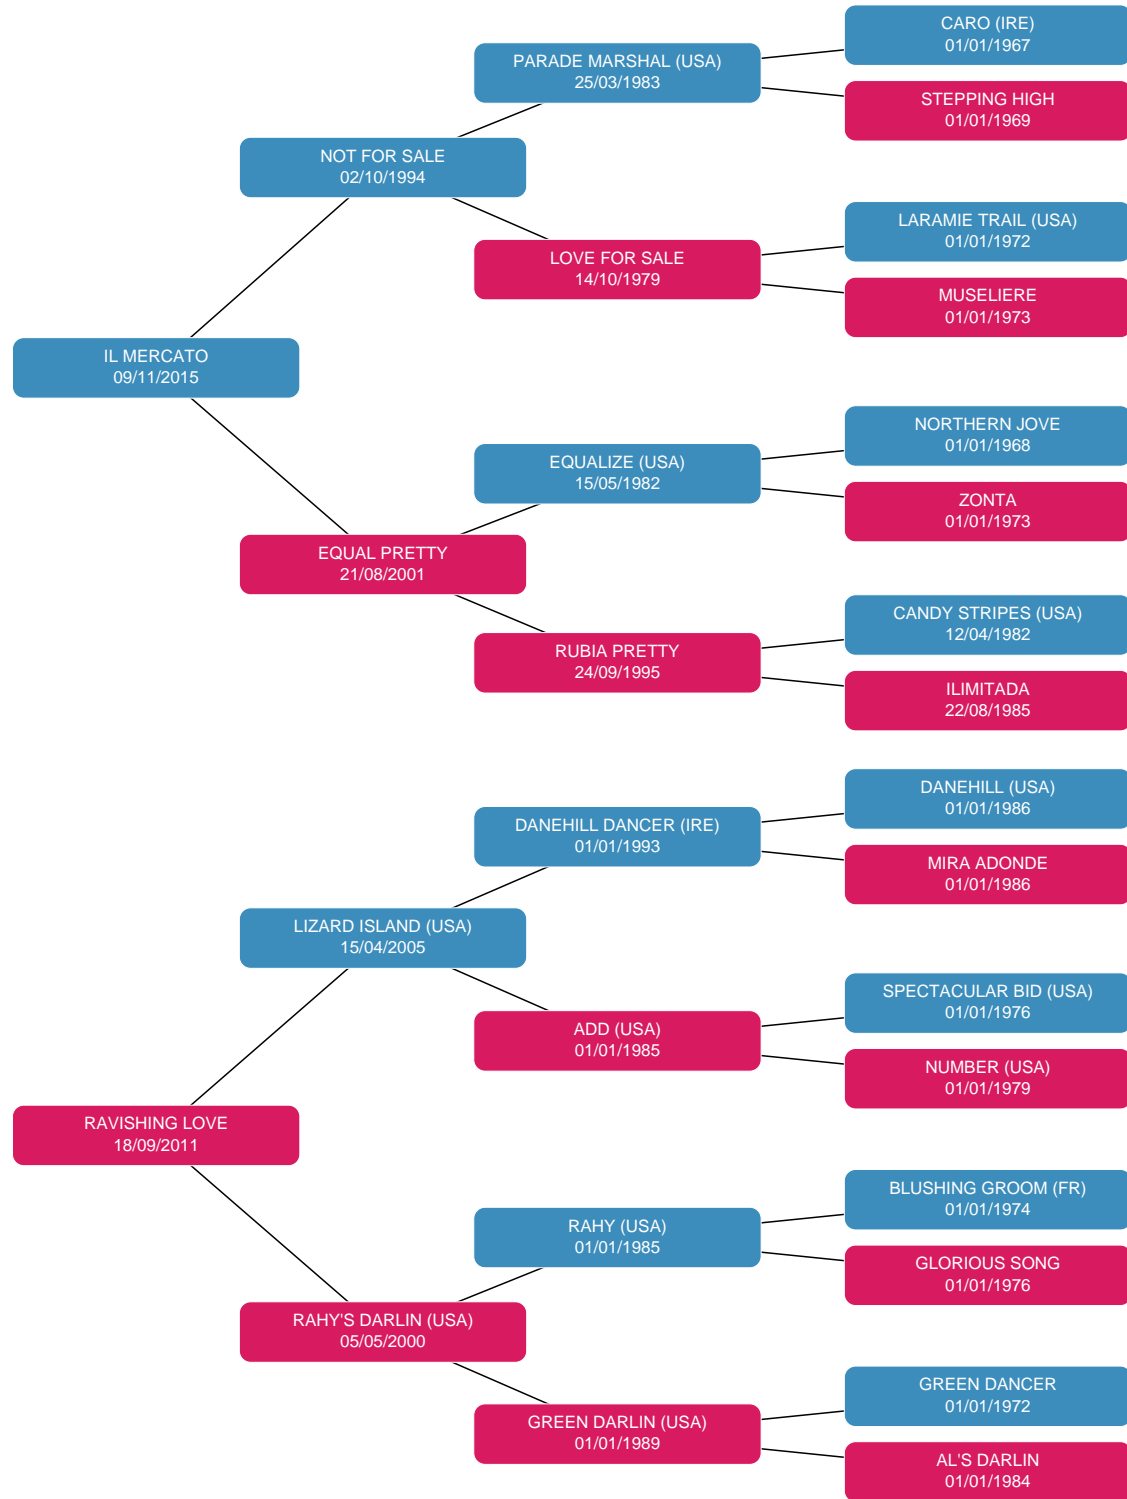 CARO (IRE)
01/01/1967
PARADE MARSHAL (USA)
25/03/1983
STEPPING HIGH
01/01/1969
NOT FOR SALE
02/10/1994
LARAMIE TRAIL (USA)
01/01/1972
LOVE FOR SALE
14/10/1979
MUSELIERE
01/01/1973
IL MERCATO
09/11/2015
NORTHERN JOVE
01/01/1968
EQUALIZE (USA)
15/05/1982
ZONTA
01/01/1973
EQUAL PRETTY
21/08/2001
CANDY STRIPES (USA)
12/04/1982
RUBIA PRETTY
24/09/1995
ILIMITADA
22/08/1985
DANEHILL (USA)
01/01/1986
DANEHILL DANCER (IRE)
01/01/1993
MIRA ADONDE
01/01/1986
LIZARD ISLAND (USA)
15/04/2005
SPECTACULAR BID (USA)
01/01/1976
ADD (USA)
01/01/1985
NUMBER (USA)
01/01/1979
RAVISHING LOVE
18/09/2011
BLUSHING GROOM (FR)
01/01/1974
RAHY (USA)
01/01/1985
GLORIOUS SONG
01/01/1976
RAHY'S DARLIN (USA)
05/05/2000
GREEN DANCER
01/01/1972
GREEN DARLIN (USA)
01/01/1989
AL'S DARLIN
01/01/1984